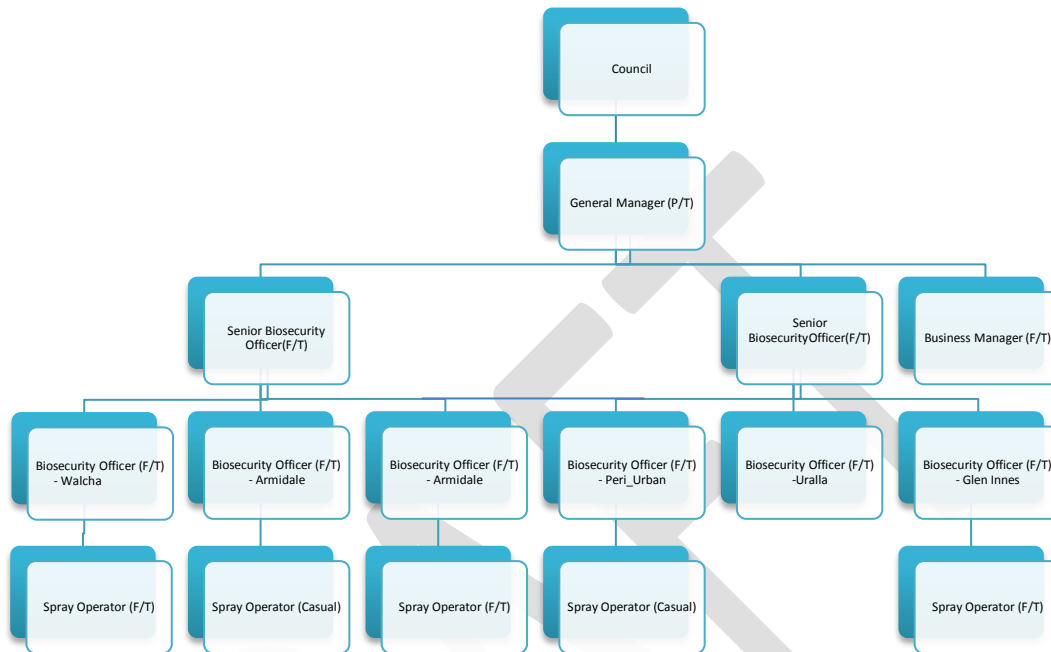 Council
General Manager (P/T)
Senior Biosecurity
Officer(F/T)
Senior
BiosecurityOfficer(F/T)
Business Manager (F/T)
Biosecurity Officer (F/T)
- Walcha
Biosecurity Officer (F/T)
- Armidale
Biosecurity Officer (F/T)
- Armidale
Biosecurity Officer (F/T)
- Peri_Urban
Biosecurity Officer (F/T)
-Uralla
Biosecurity Officer (F/T)
- Glen Innes
Spray Operator (F/T)
Spray Operator (Casual)
Spray Operator (F/T)
Spray Operator (Casual)
Spray Operator (F/T)